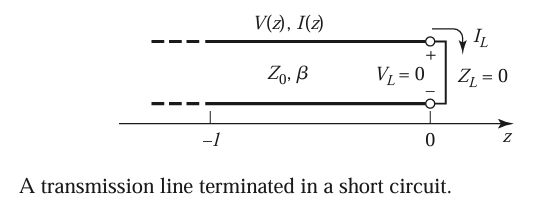 V(z), I(z)
I_L
+
Z_0, β V_L = 0 Z_L = 0
−
−l 0 z
A transmission line terminated in a short circuit.